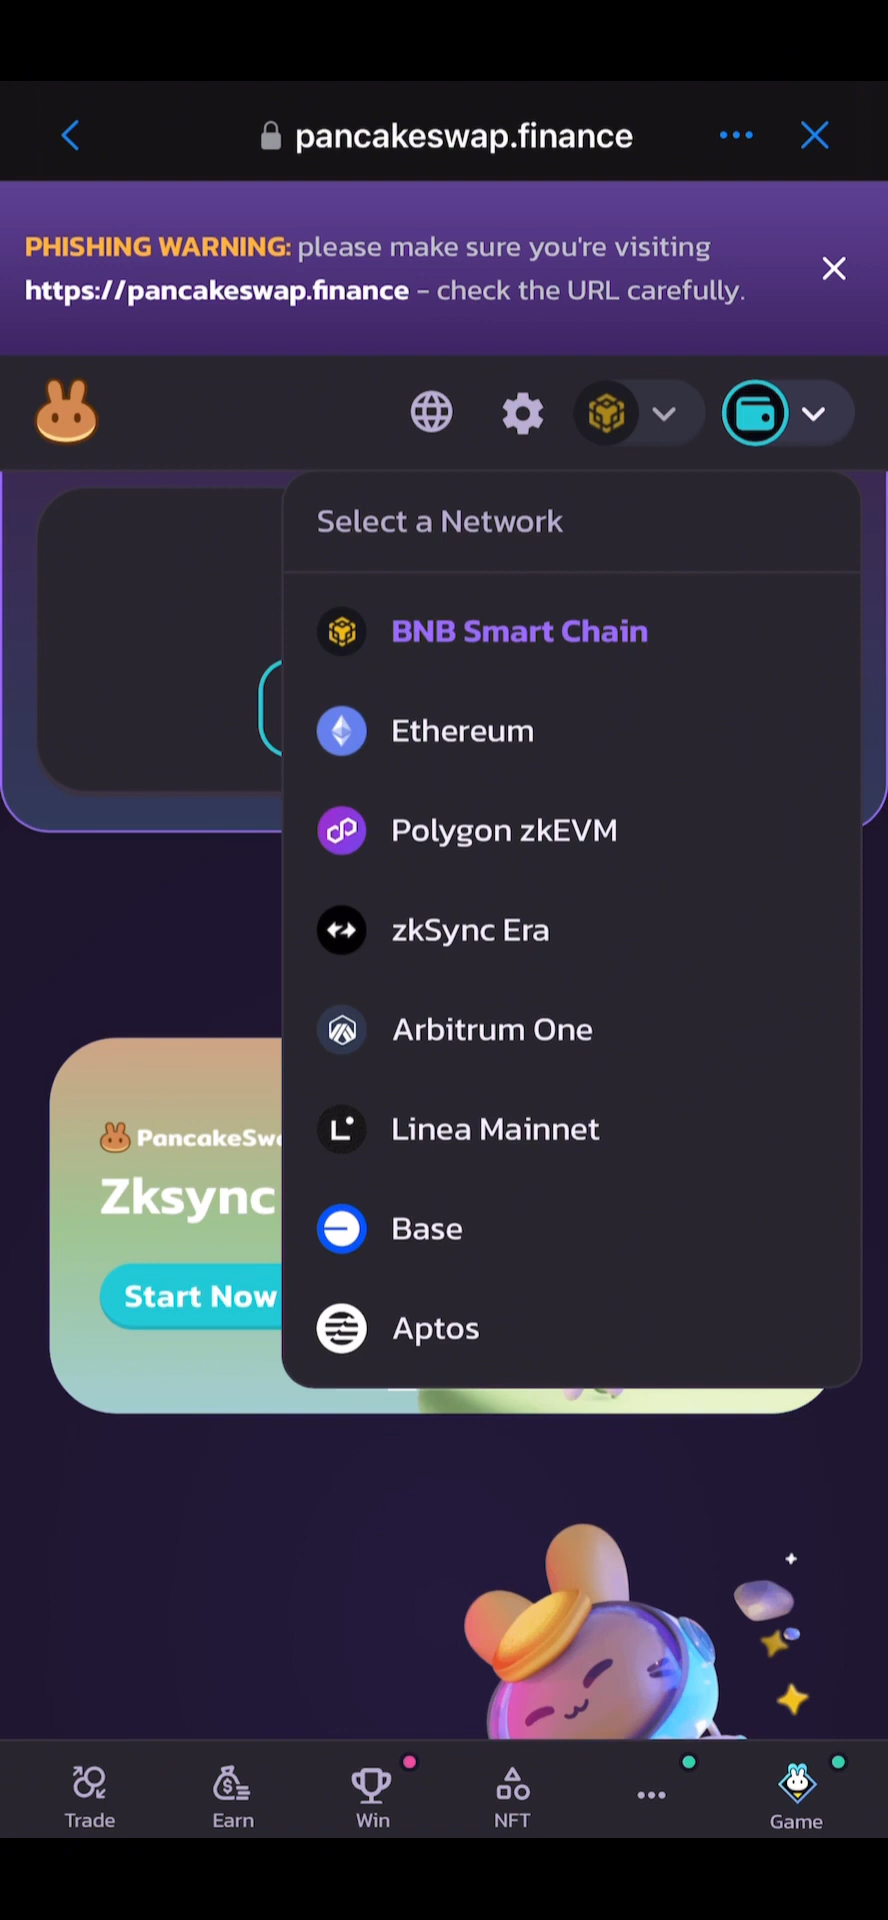 pancakeswap.finance
PHISHING WARNING: please make sure you're visiting
https://pancakeswap.finance - check the URL carefully.
Select a Network
BNB Smart Chain
Ethereum
Polygon zkEVM
zkSync Era
Arbitrum One
Linea Mainnet
Base
Aptos
Zksync
Start Now
Trade
Earn
Win
NFT
Game